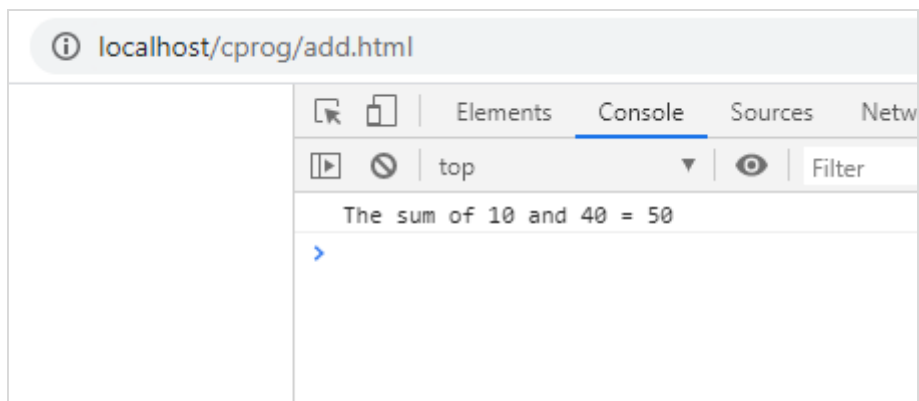 localhost/cprog/add.html
Elements Console Sources Netw
top Filter
The sum of 10 and 40 = 50